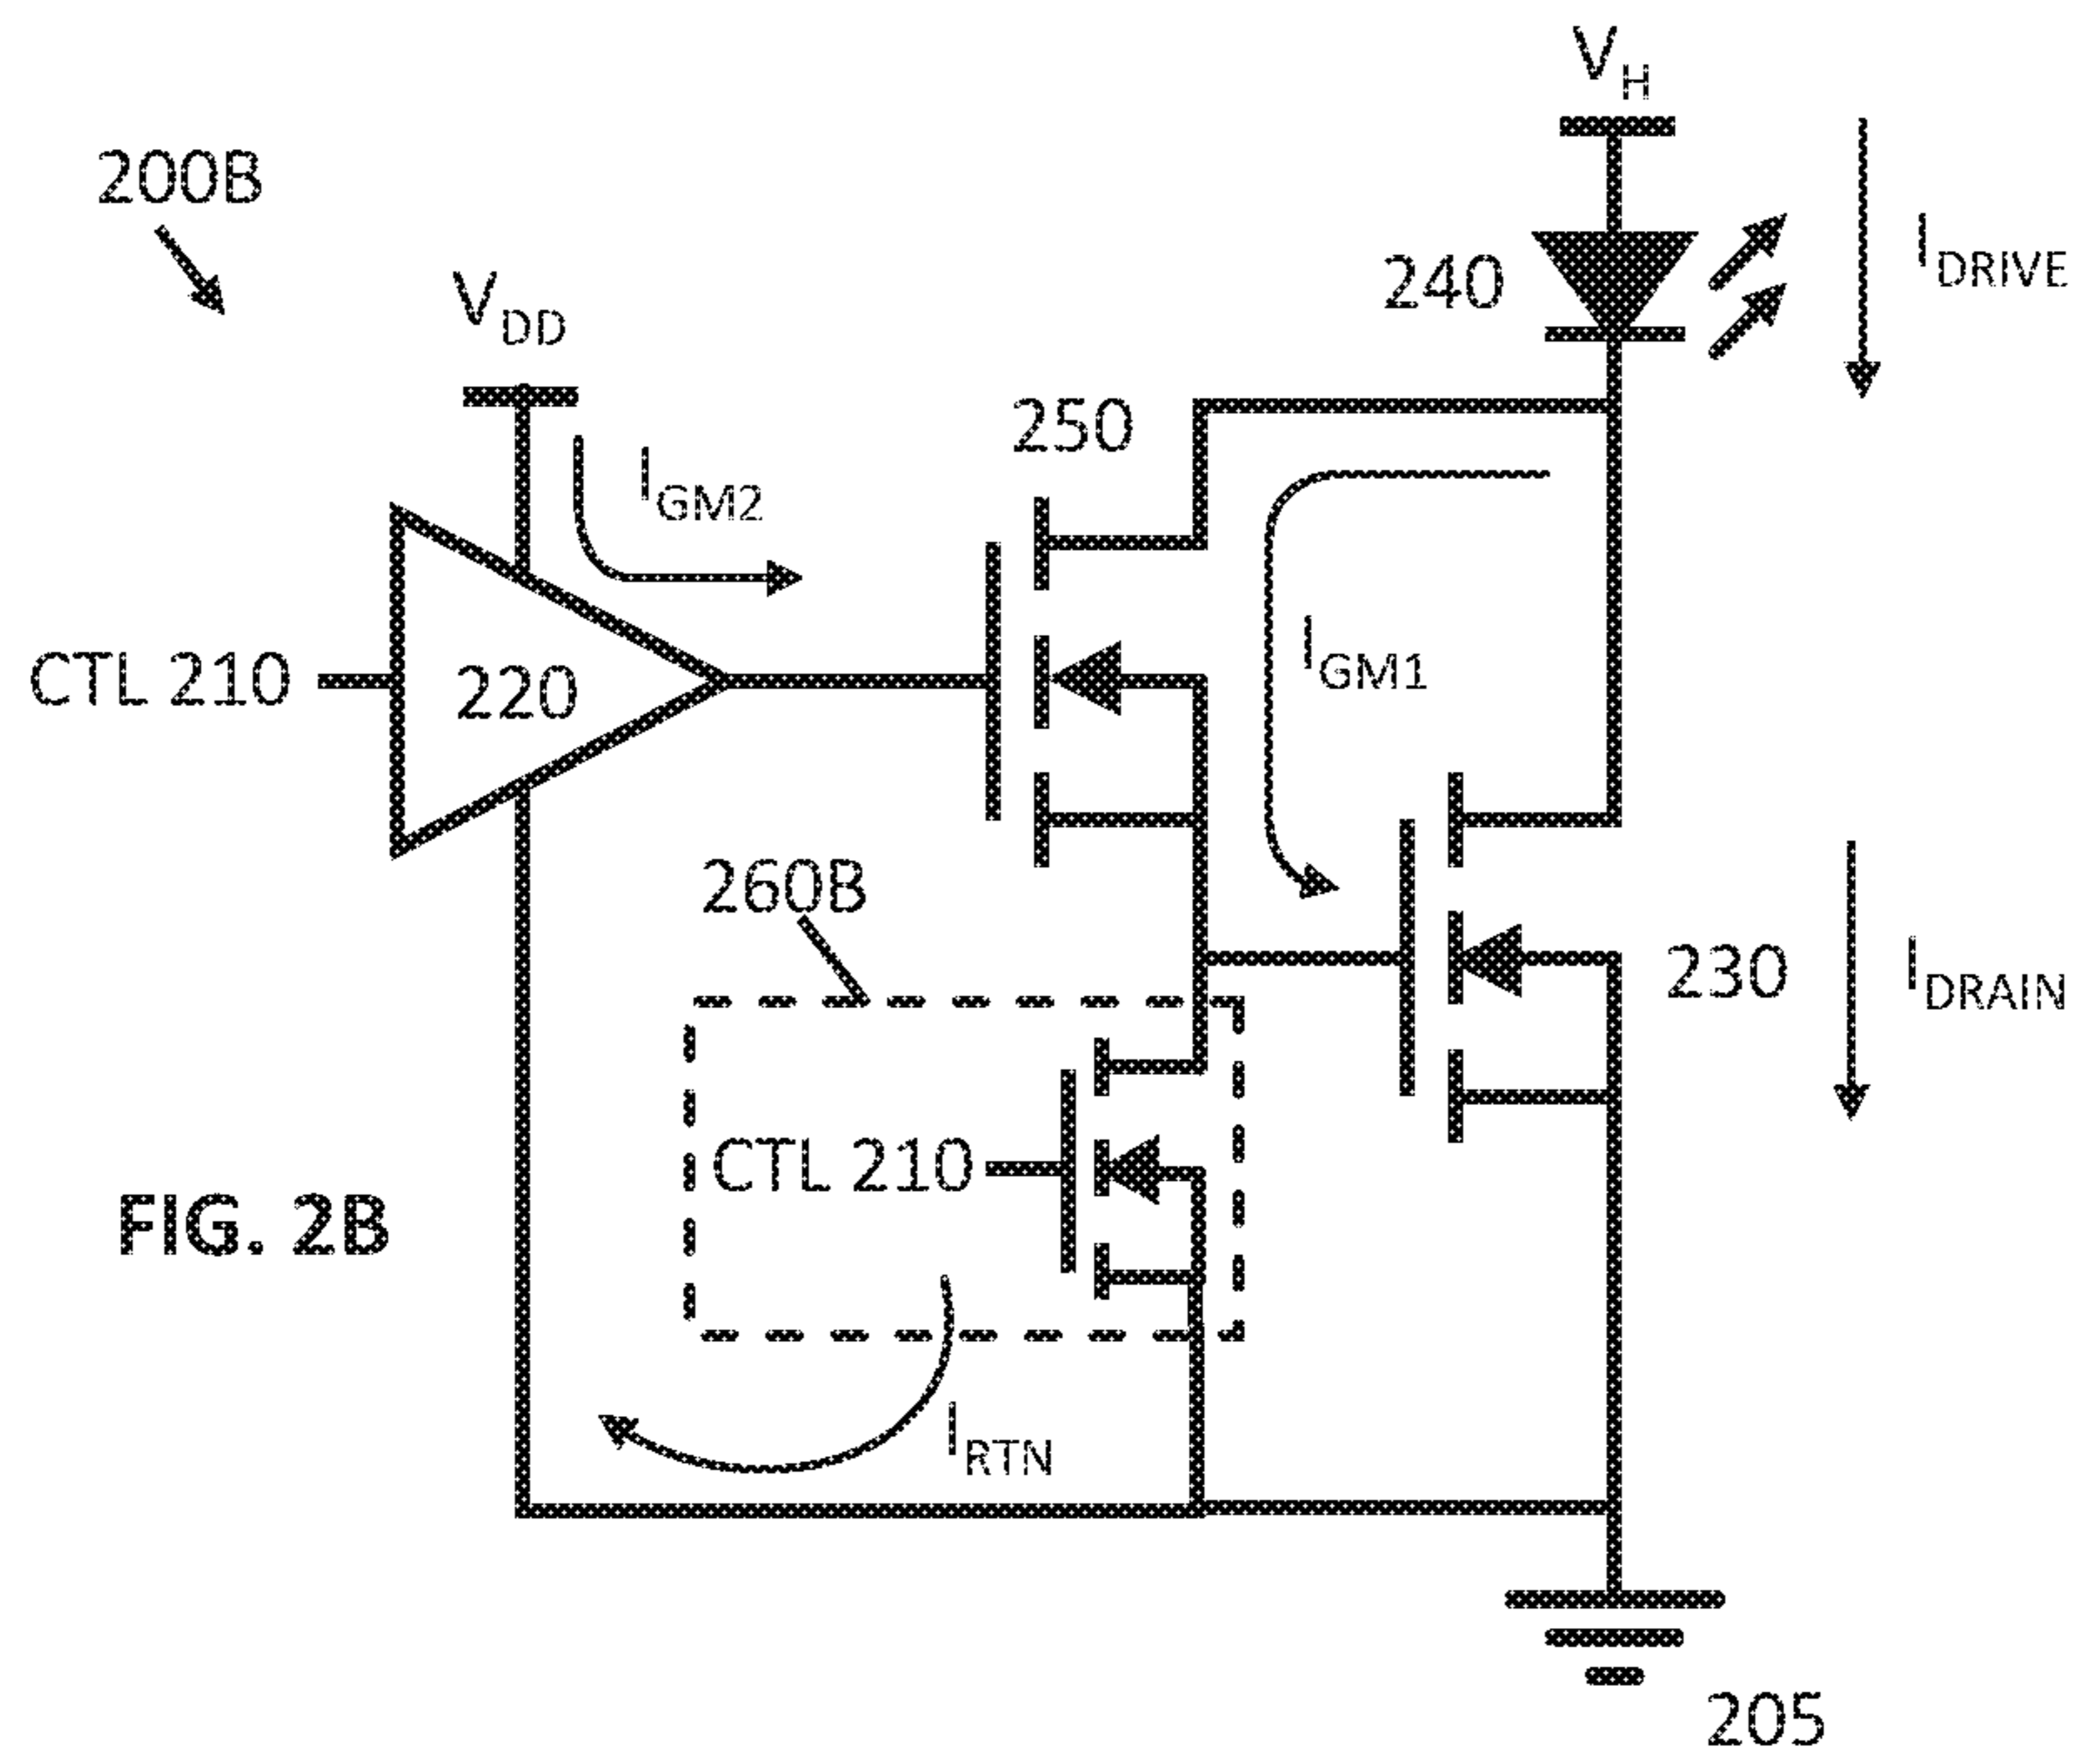 V_H
200B
I_DRIVE
240
V_DD
250
I_GM2
I_GM1
CTL 210
220
260B
230
I_DRAIN
CTL 210
FIG. 2B
I_RTN
205